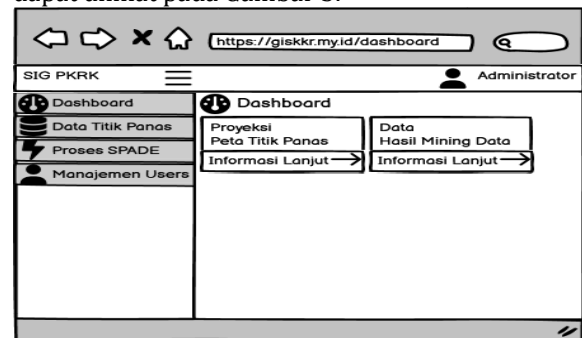 dapat dilihat pada Gambar 8.
https://giskkr.my.id/dashboard
SIG PKRK
Administrator
Dashboard
Data Titik Panas
Proses SPADE
Manajemen Users
Dashboard
Proyeksi
Peta Titik Panas
Informasi Lanjut
Data
Hasil Mining Data
Informasi Lanjut